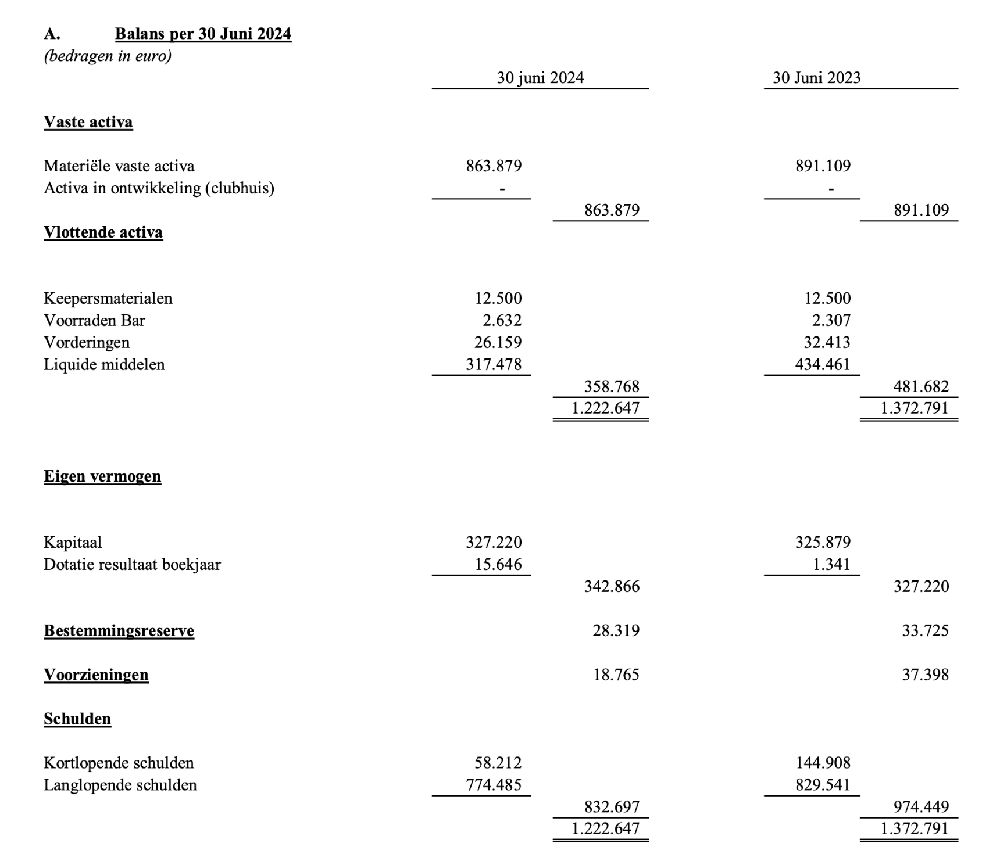 A. Balans per 30 Juni 2024
(bedragen in euro)
30 juni 2024 30 Juni 2023
Vaste activa
Materiële vaste activa 863.879 891.109
Activa in ontwikkeling (clubhuis) - -
863.879 891.109
Vlottende activa
Keepersmaterialen 12.500 12.500
Voorraden Bar 2.632 2.307
Vorderingen 26.159 32.413
Liquide middelen 317.478 434.461
358.768 481.682
1.222.647 1.372.791
Eigen vermogen
Kapitaal 327.220 325.879
Dotatie resultaat boekjaar 15.646 1.341
342.866 327.220
Bestemmingsreserve 28.319 33.725
Voorzieningen 18.765 37.398
Schulden
Kortlopende schulden 58.212 144.908
Langlopende schulden 774.485 829.541
832.697 974.449
1.222.647 1.372.791